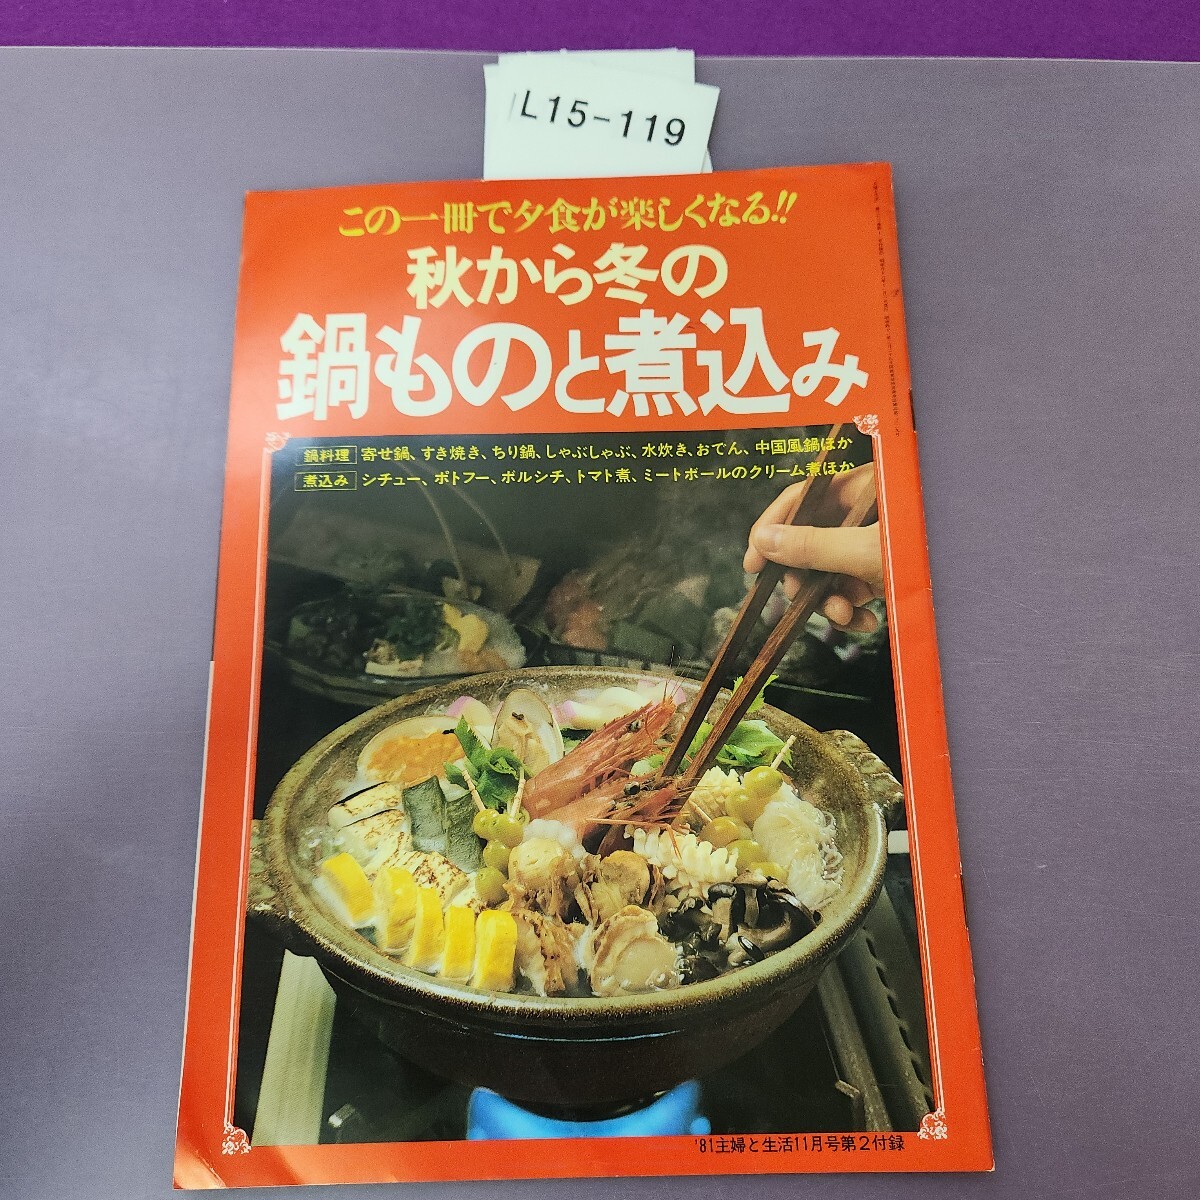 L15-119
この一冊で夕食が楽しくなる!!
秋から冬の
鍋ものと煮込み
鍋料理 寄せ鍋、すき焼き、ちり鍋、しゃぶしゃぶ、水炊き、おでん、中国風鍋ほか
煮込み シチュー、ポトフー、ボルシチ、トマト煮、ミートボールのクリーム煮ほか
'81主婦と生活11月号第2付録